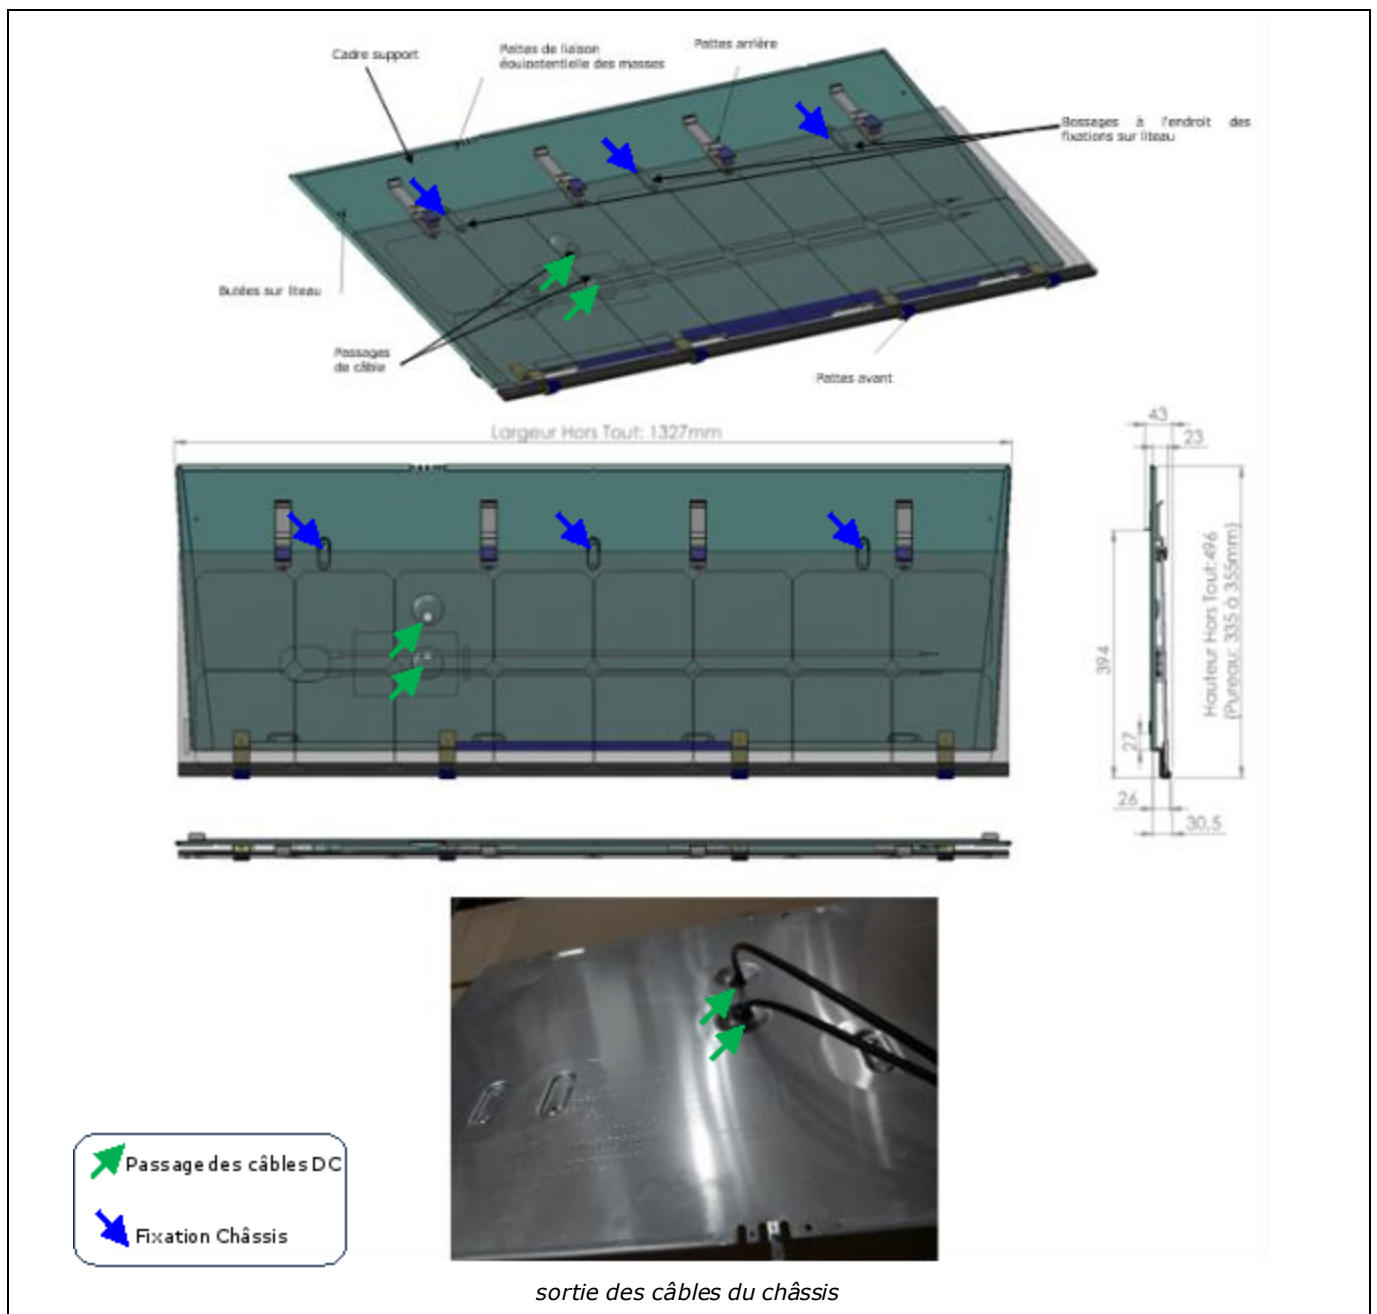 Cadre support
Pattes de liaison
équipotentielle des masses
Pattes arrière
Bossages à l'endroit des
fixations sur liteau
Butées sur liteau
Passages
de câble
Pattes avant
Largeur Hors Tout: 1327mm
43
23
394
27
Hauteur Hors Tout:496
(Pureau: 335 à 355mm)
26
30,5
Passage des câbles DC
Fixation Châssis
sortie des câbles du châssis